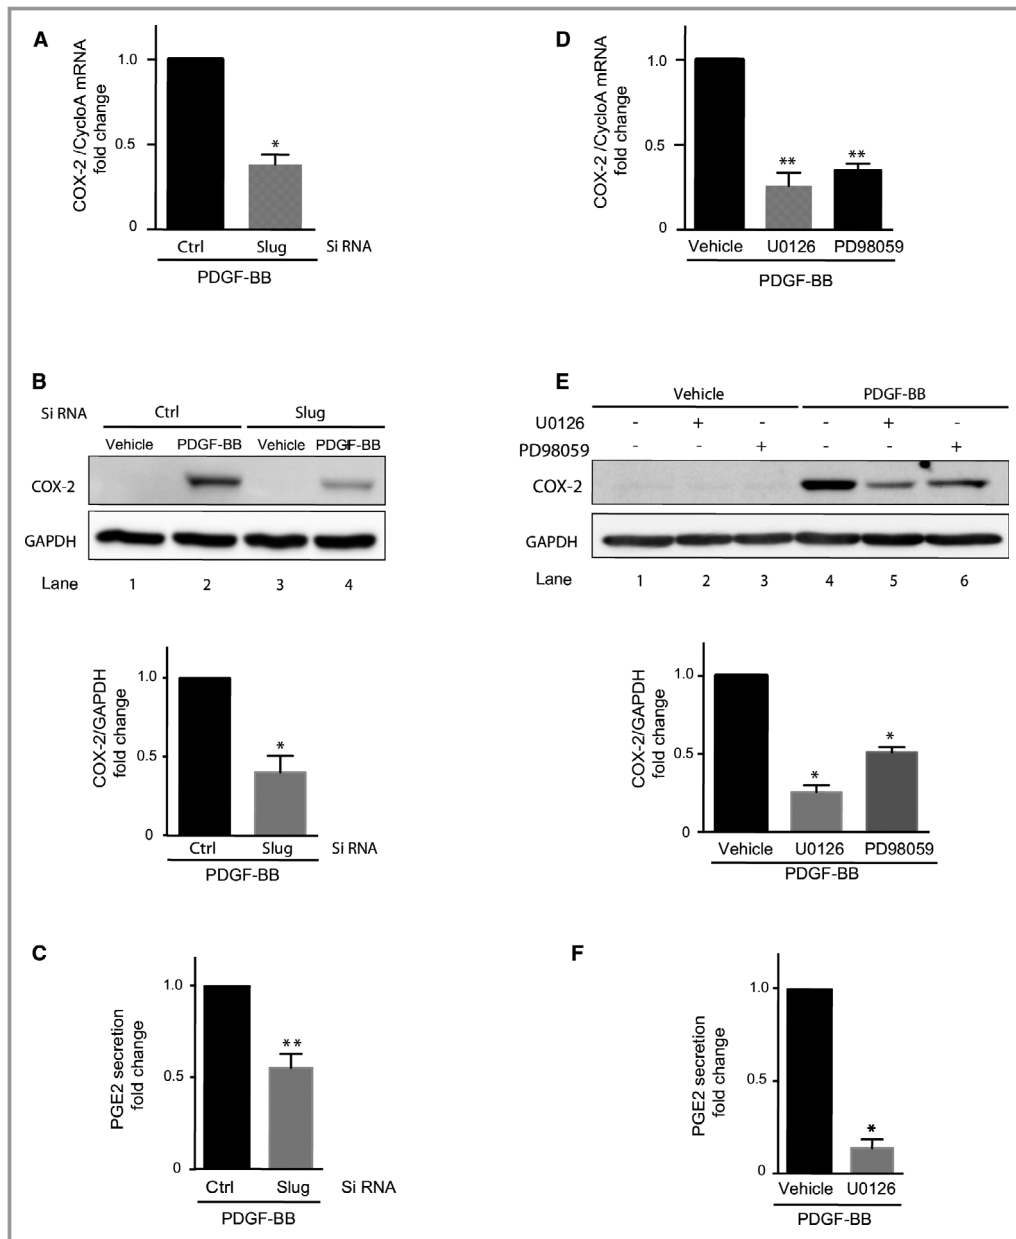 A
COX-2 /CycloA mRNA
fold change
1.0
0.5
0
*
Ctrl Slug Si RNA
PDGF-BB
B
Si RNA Ctrl Slug
Vehicle PDGF-BB Vehicle PDGF-BB
COX-2
GAPDH
Lane 1 2 3 4
COX-2/GAPDH
fold change
1.0
0.5
0
*
Ctrl Slug Si RNA
PDGF-BB
C
PGE2 secretion
fold change
1.0
0.5
0
**
Ctrl Slug Si RNA
PDGF-BB
D
COX-2 /CycloA mRNA
fold change
1.0
0.5
0
** **
Vehicle U0126 PD98059
PDGF-BB
E
Vehicle PDGF-BB
U0126 - + - - + -
PD98059 - - + - - +
COX-2
GAPDH
Lane 1 2 3 4 5 6
COX-2/GAPDH
fold change
1.0
0.5
0
* *
Vehicle U0126 PD98059
PDGF-BB
F
PGE2 secretion
fold change
1.0
0.5
0
*
Vehicle U0126
PDGF-BB